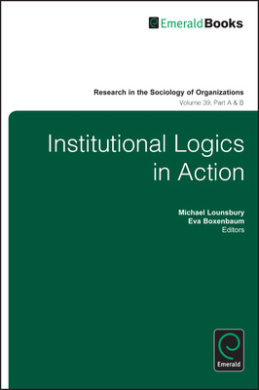 EmeraldBooks
Research in the Sociology of Organizations
Volume 39, Part A & B
Institutional Logics
in Action
Michael Lounsbury
Eva Boxenbaum
Editors
Emerald